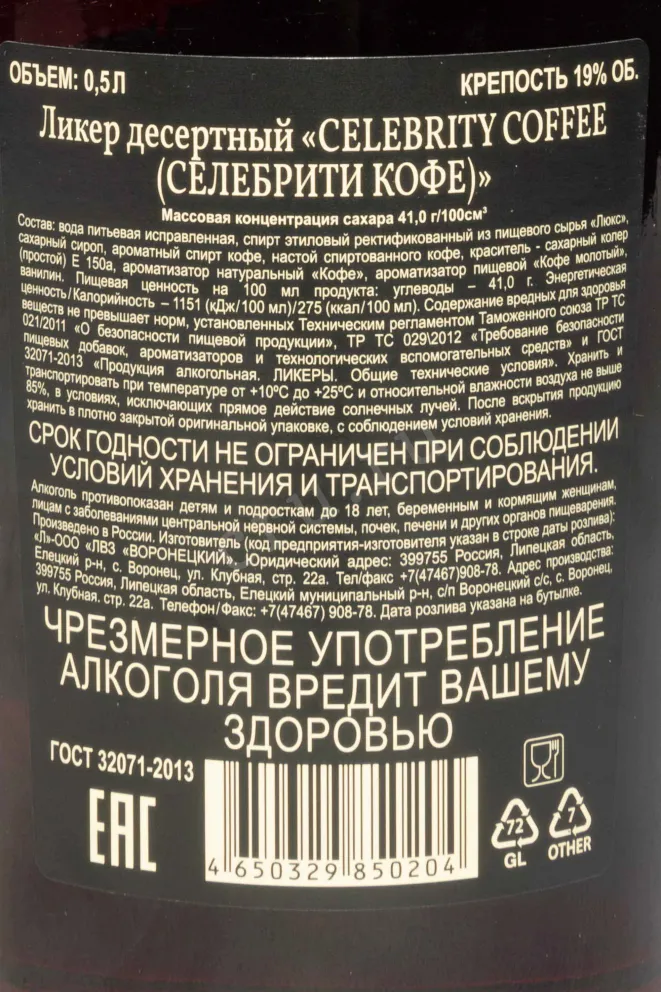 ОБЪЕМ: 0,5Л
КРЕПОСТЬ 19% ОБ.
Ликер десертный «CELEBRITY COFFEE
(СЕЛЕБРИТИ КОФЕ)»
Массовая концентрация сахара 41,0 г/100см³
Состав: вода питьевая исправленная, спирт этиловый ректификованный из пищевого сырья «Люкс»,
сахарный сироп, ароматный спирт кофе, настой спиртованного кофе, краситель - сахарный колер
(простой) Е 150а, ароматизатор натуральный «Кофе», ароматизатор пищевой «Кофе молотый»,
ванилин. Пищевая ценность на 100 мл продукта: углеводы – 41,0 г. Энергетическая
ценность/Калорийность – 1151 (кДж/100 мл)/275 (ккал/100 мл). Содержание вредных для здоровья
веществ не превышает норм, установленных Техническим регламентом Таможенного союза ТР ТС
021/2011 «О безопасности пищевой продукции», ТР ТС 029\2012 «Требование безопасности
пищевых добавок, ароматизаторов и технологических вспомогательных средств» и ГОСТ
32071-2013 «Продукция алкогольная. ЛИКЕРЫ. Общие технические условия». Хранить и
транспортировать при температуре от +10°С до +25°С и относительной влажности воздуха не выше
85%, в условиях, исключающих прямое действие солнечных лучей. После вскрытия продукцию
хранить в плотно закрытой оригинальной упаковке, с соблюдением условий хранения.
СРОК ГОДНОСТИ НЕ ОГРАНИЧЕН ПРИ СОБЛЮДЕНИИ
УСЛОВИЙ ХРАНЕНИЯ И ТРАНСПОРТИРОВАНИЯ.
Алкоголь противопоказан детям и подросткам до 18 лет, беременным и кормящим женщинам,
лицам с заболеваниями центральной нервной системы, почек, печени и других органов пищеварения.
Произведено в России. Изготовитель (код предприятия-изготовителя указан в строке даты розлива):
«Л»-ООО «ЛВЗ «ВОРОНЕЦКИЙ». Юридический адрес: 399755 Россия, Липецкая область,
Елецкий р-н, с. Воронец, ул. Клубная, стр. 22а. Тел/факс +7(47467)908-78. Адрес производства:
399755 Россия, Липецкая область, Елецкий муниципальный р-н, с/п Воронецкий с/с, с. Воронец,
ул. Клубная. стр. 22а. Телефон/Факс: +7(47467) 908-78. Дата розлива указана на бутылке.
ЧРЕЗМЕРНОЕ УПОТРЕБЛЕНИЕ
АЛКОГОЛЯ ВРЕДИТ ВАШЕМУ
ЗДОРОВЬЮ
ГОСТ 32071-2013
EAC
4 650329 850204
72
GL
7
OTHER